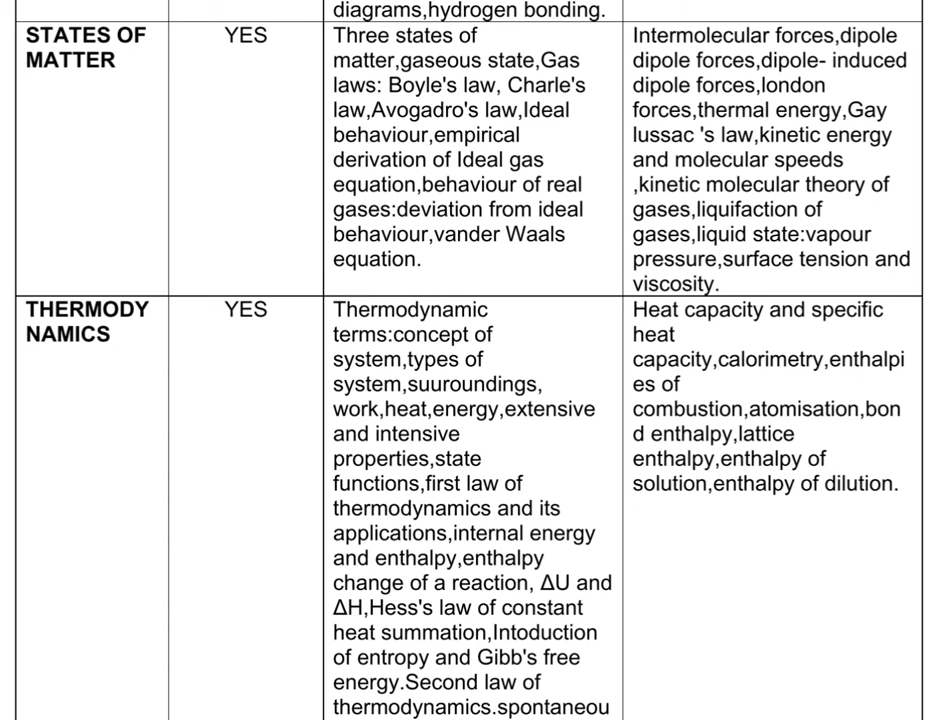 diagrams,hydrogen bonding.
STATES OF
MATTER
YES
Three states of
matter,gaseous state,Gas
laws: Boyle's law, Charle's
law,Avogadro's law,Ideal
behaviour,empirical
derivation of Ideal gas
equation,behaviour of real
gases:deviation from ideal
behaviour,vander Waals
equation.
Intermolecular forces,dipole
dipole forces,dipole- induced
dipole forces,london
forces,thermal energy,Gay
lussac 's law,kinetic energy
and molecular speeds
,kinetic molecular theory of
gases,liquifaction of
gases,liquid state:vapour
pressure,surface tension and
viscosity.
THERMODY
NAMICS
YES
Thermodynamic
terms:concept of
system,types of
system,suuroundings,
work,heat,energy,extensive
and intensive
properties,state
functions,first law of
thermodynamics and its
applications,internal energy
and enthalpy,enthalpy
change of a reaction, ΔU and
ΔH,Hess's law of constant
heat summation,Intoduction
of entropy and Gibb's free
energy.Second law of
thermodynamics.spontaneou
Heat capacity and specific
heat
capacity,calorimetry,enthalpi
es of
combustion,atomisation,bon
d enthalpy,lattice
enthalpy,enthalpy of
solution,enthalpy of dilution.